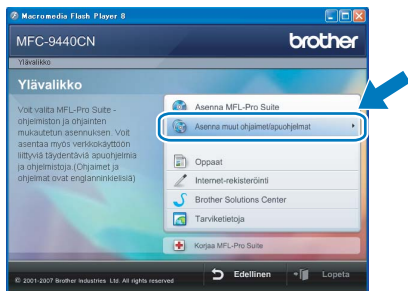 Macromedia Flash Player 8
MFC-9440CN
brother
Ylävalikko
Ylävalikko
Voit valita MFL-Pro Suite -
ohjelmiston ja ohjainten
mukautetun asennuksen. Voit
asentaa myös verkkokäyttöön
liittyviä täydentäviä apuohjelmia
ja ohjelmistoja.(Ohjaimet ja
ohjelmat ovat englanninkielisiä)
Asenna MFL-Pro Suite
Asenna muut ohjaimet/apuohjelmat
Oppaat
Internet-rekisteröinti
Brother Solutions Center
Tarviketietoja
Korjaa MFL-Pro Suite
© 2001-2007 Brother Industries Ltd. All rights reserved
Edellinen
Lopeta